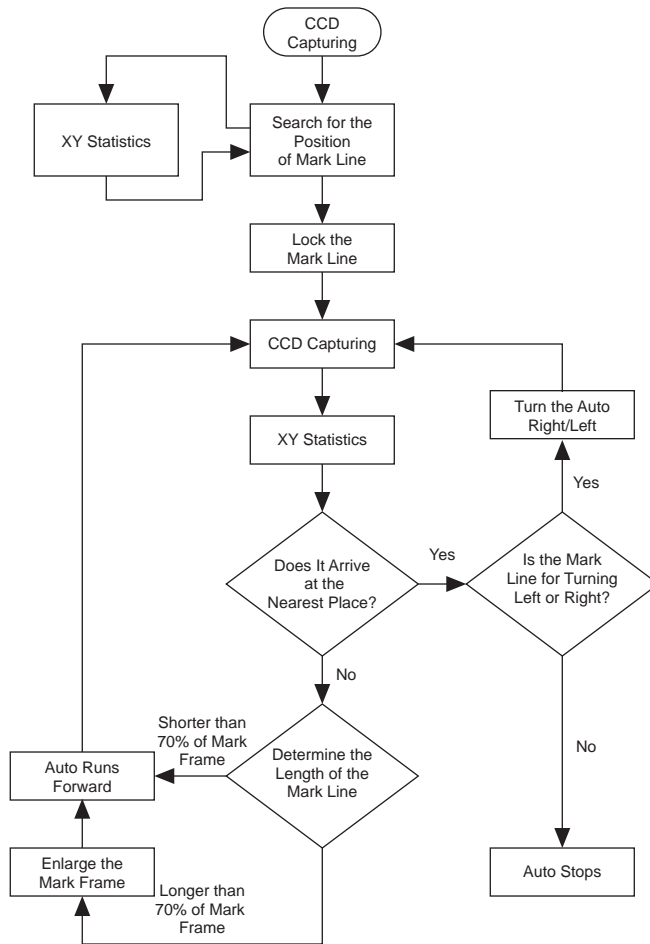 CCD
Capturing
XY Statistics
Search for the
Position
of Mark Line
Lock the
Mark Line
CCD Capturing
Turn the Auto
Right/Left
XY Statistics
Yes
Does It Arrive
at the
Nearest Place?
Yes
Is the Mark
Line for Turning
Left or Right?
No
Shorter than
70% of Mark
Frame
Determine the
Length of the
Mark Line
No
Auto Runs
Forward
Enlarge the
Mark Frame
Longer than
70% of Mark
Frame
Auto Stops